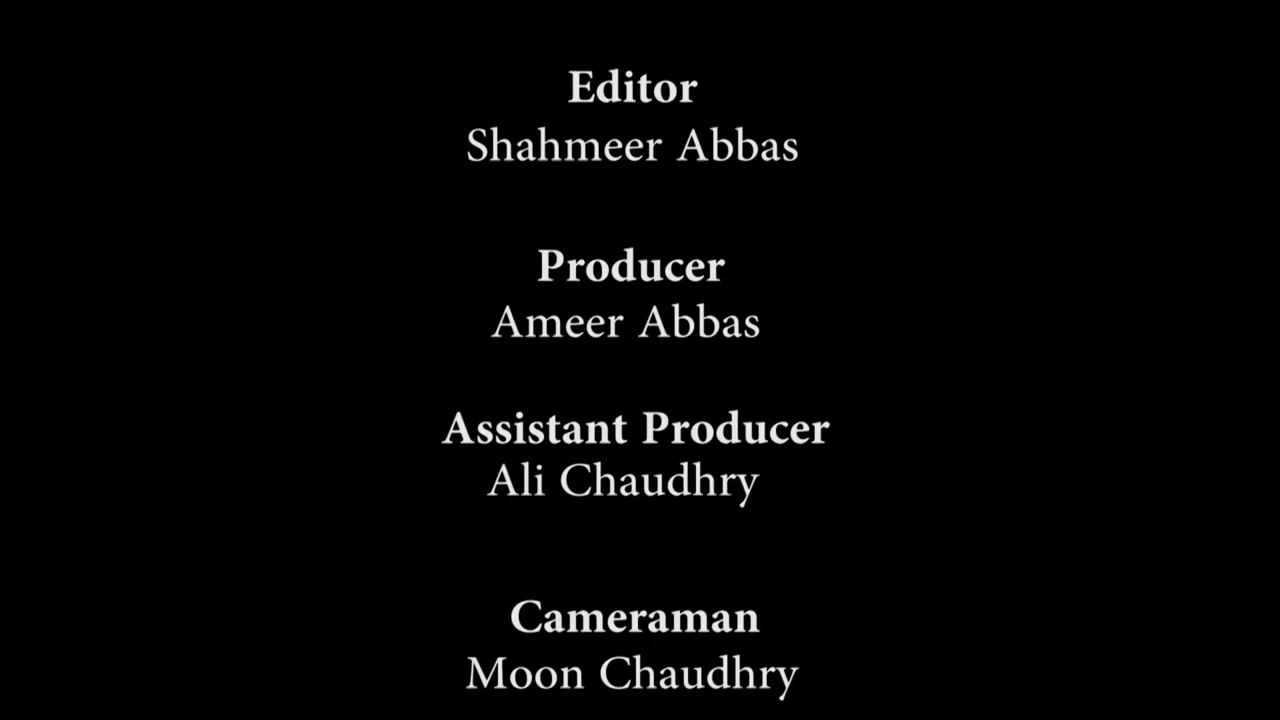 Editor
Shahmeer Abbas
Producer
Ameer Abbas
Assistant Producer
Ali Chaudhry
Cameraman
Moon Chaudhry